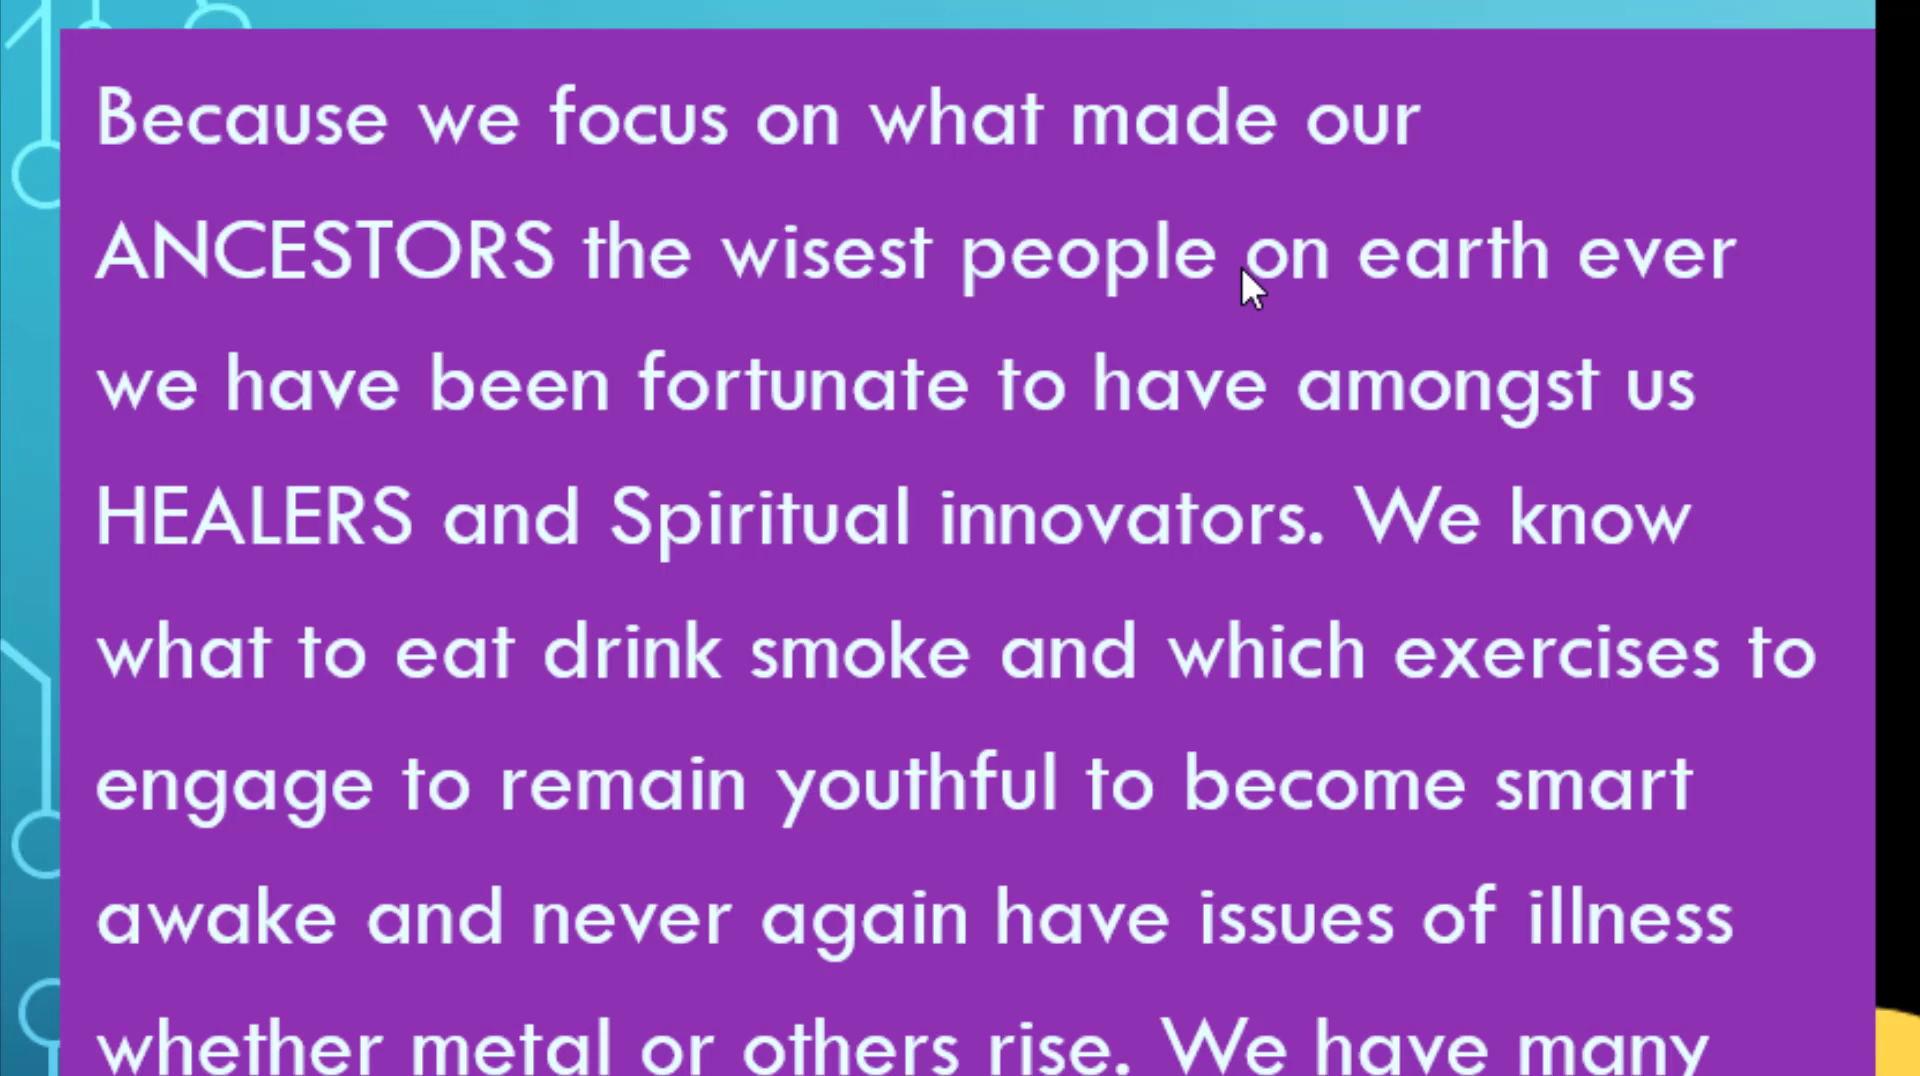 Because we focus on what made our
ANCESTORS the wisest people on earth ever
we have been fortunate to have amongst us
HEALERS and Spiritual innovators. We know
what to eat drink smoke and which exercises to
engage to remain youthful to become smart
awake and never again have issues of illness
whether metal or others rise. We have many